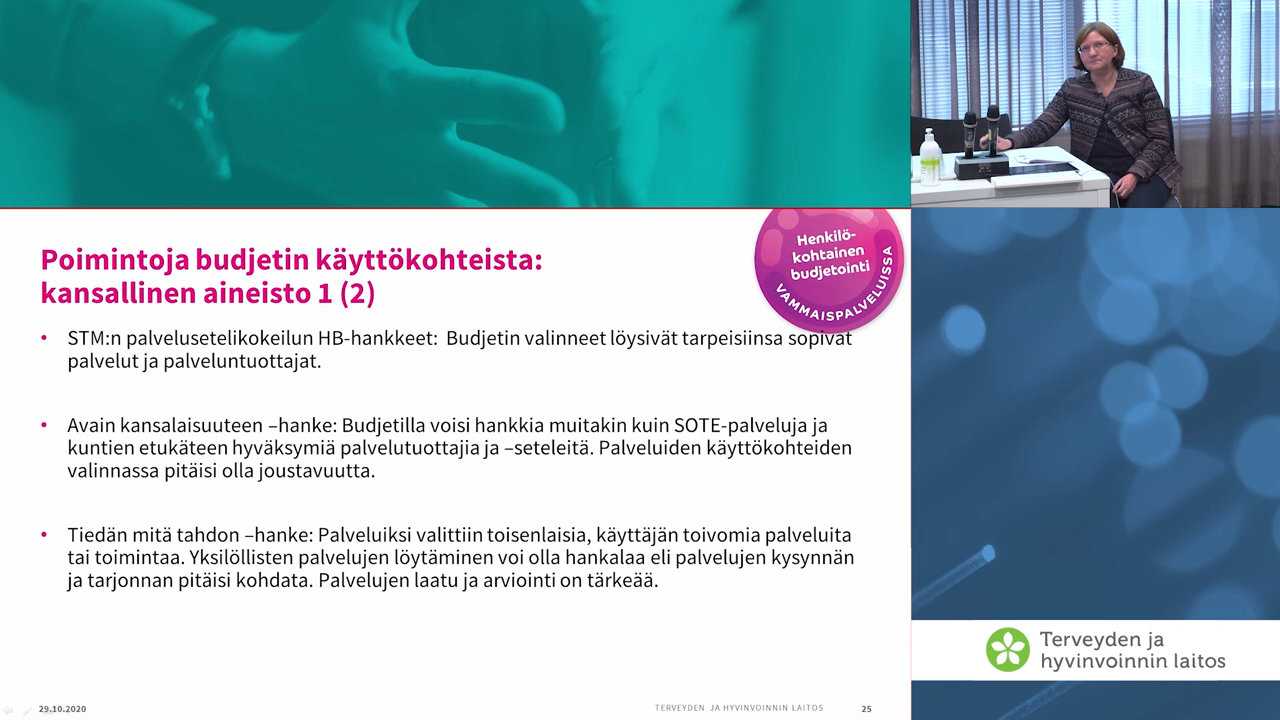 Henkilö-
kohtainen
budjetointi
VAMMAISPALVELUISSA
Poimintoja budjetin käyttökohteista:
kansallinen aineisto 1 (2)
• STM:n palvelusetelikokeilun HB-hankkeet: Budjetin valinneet löysivät tarpeisiinsa sopivat
palvelut ja palveluntuottajat.
• Avain kansalaisuuteen –hanke: Budjetilla voisi hankkia muitakin kuin SOTE-palveluja ja
kuntien etukäteen hyväksymiä palvelutuottajia ja –seteleitä. Palveluiden käyttökohteiden
valinnassa pitäisi olla joustavuutta.
• Tiedän mitä tahdon –hanke: Palveluiksi valittiin toisenlaisia, käyttäjän toivomia palveluita
tai toimintaa. Yksilöllisten palvelujen löytäminen voi olla hankalaa eli palvelujen kysynnän
ja tarjonnan pitäisi kohdata. Palvelujen laatu ja arviointi on tärkeää.
Terveyden ja
hyvinvoinnin laitos
29.10.2020
TERVEYDEN JA HYVINVOINNIN LAITOS
25